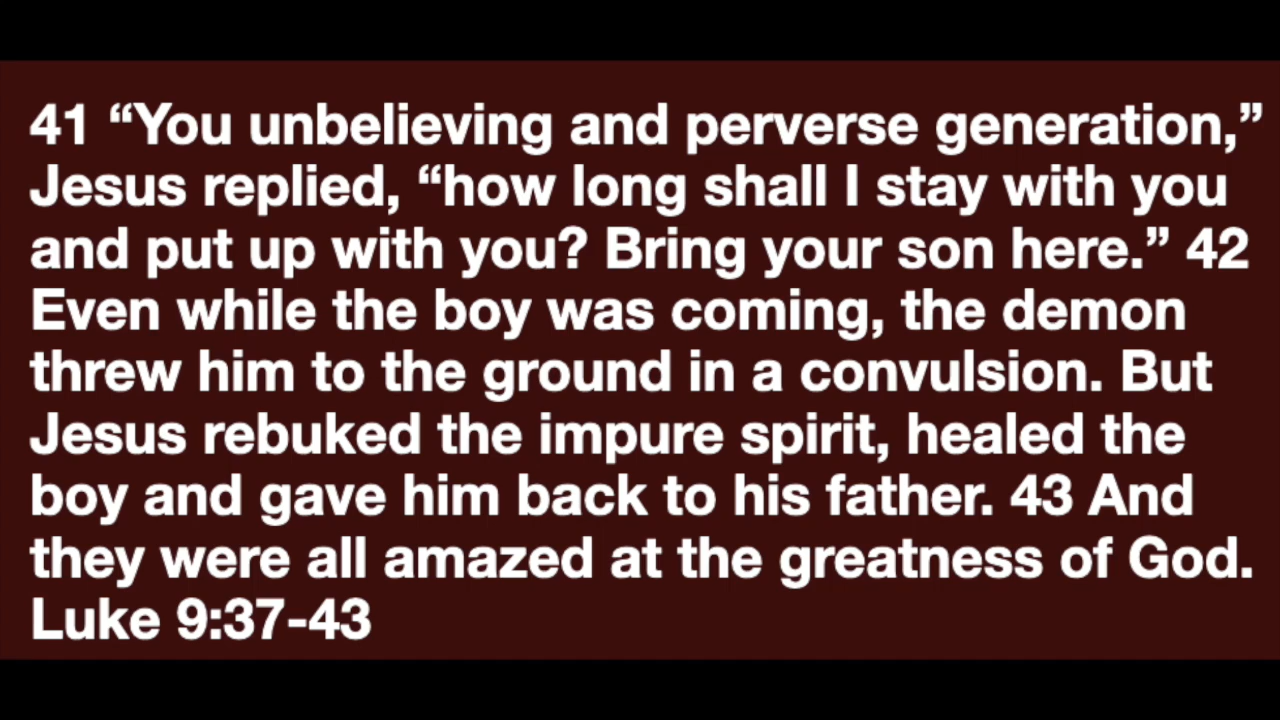 41 “You unbelieving and perverse generation,”
Jesus replied, “how long shall I stay with you
and put up with you? Bring your son here.” 42
Even while the boy was coming, the demon
threw him to the ground in a convulsion. But
Jesus rebuked the impure spirit, healed the
boy and gave him back to his father. 43 And
they were all amazed at the greatness of God.
Luke 9:37-43